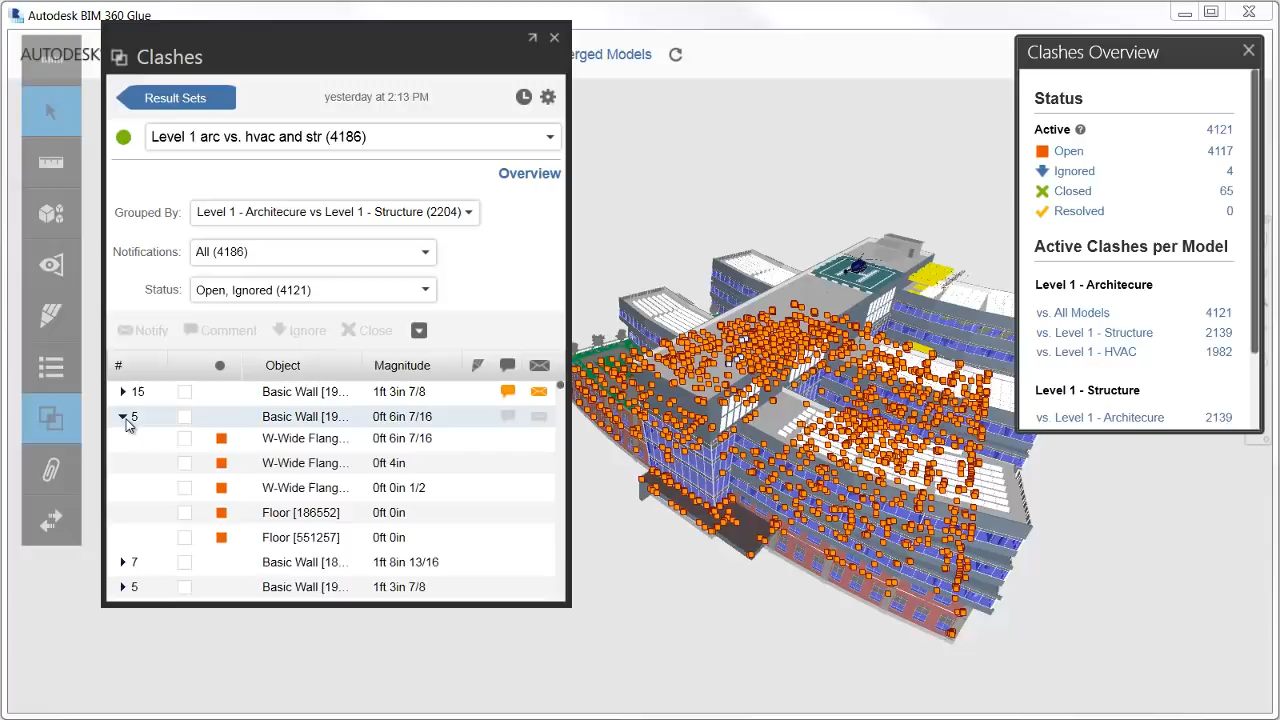 Autodesk BIM 360 Glue
AUTODESK
erged Models
Clashes
Result Sets
yesterday at 2:13 PM
Level 1 arc vs. hvac and str (4186)
Overview
Grouped By: Level 1 - Architecure vs Level 1 - Structure (2204)
Notifications: All (4186)
Status: Open, Ignored (4121)
Notify Comment Ignore Close
# Object Magnitude
15 Basic Wall [19... 1ft 3in 7/8
5 Basic Wall [19... 0ft 6in 7/16
W-Wide Flang... 0ft 6in 7/16
W-Wide Flang... 0ft 4in
W-Wide Flang... 0ft 0in 1/2
Floor [186552] 0ft 0in
Floor [551257] 0ft 0in
7 Basic Wall [18... 1ft 8in 13/16
5 Basic Wall [19... 1ft 3in 7/8
Clashes Overview
Status
Active ? 4121
Open 4117
Ignored 4
Closed 65
Resolved 0
Active Clashes per Model
Level 1 - Architecure
vs. All Models 4121
vs. Level 1 - Structure 2139
vs. Level 1 - HVAC 1982
Level 1 - Structure
vs. Level 1 - Architecure 2139